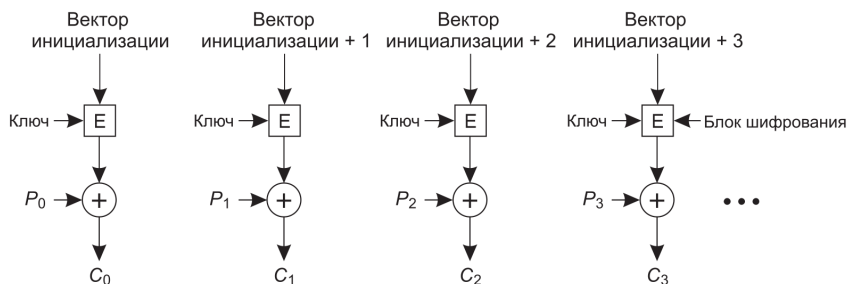 Вектор инициализации
Вектор инициализации + 1
Вектор инициализации + 2
Вектор инициализации + 3
Ключ E
Ключ E
Ключ E
Ключ E Блок шифрования
P0 +
P1 +
P2 +
P3 + •••
C0
C1
C2
C3